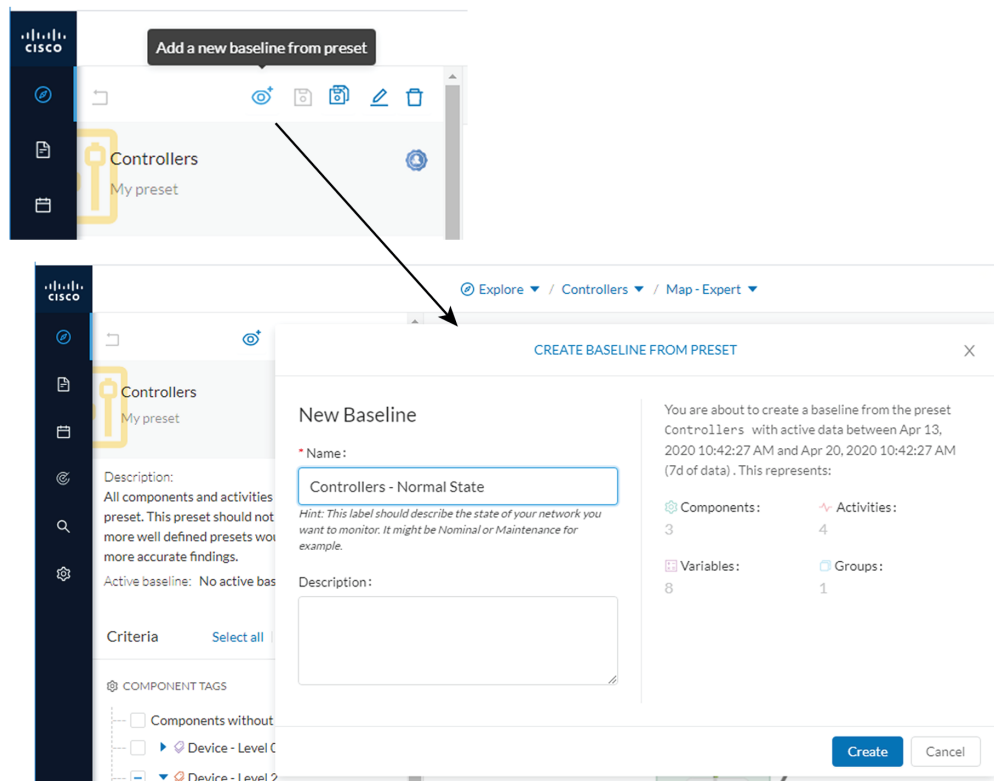 CISCO
Add a new baseline from preset
Controllers
My preset
CISCO
Explore / Controllers / Map - Expert
Controllers
My preset
Description:
All components and activities
preset. This preset should not
more well defined presets wou
more accurate findings.
Active baseline: No active bas
Criteria Select all
COMPONENT TAGS
Components without
Device - Level 0
Device - Level 2
CREATE BASELINE FROM PRESET
New Baseline
* Name:
Controllers - Normal State
Hint: This label should describe the state of your network you
want to monitor. It might be Nominal or Maintenance for
example.
Description:
You are about to create a baseline from the preset
Controllers with active data between Apr 13,
2020 10:42:27 AM and Apr 20, 2020 10:42:27 AM
(7d of data) . This represents:
Components: Activities:
3 4
Variables: Groups:
8 1
Create Cancel